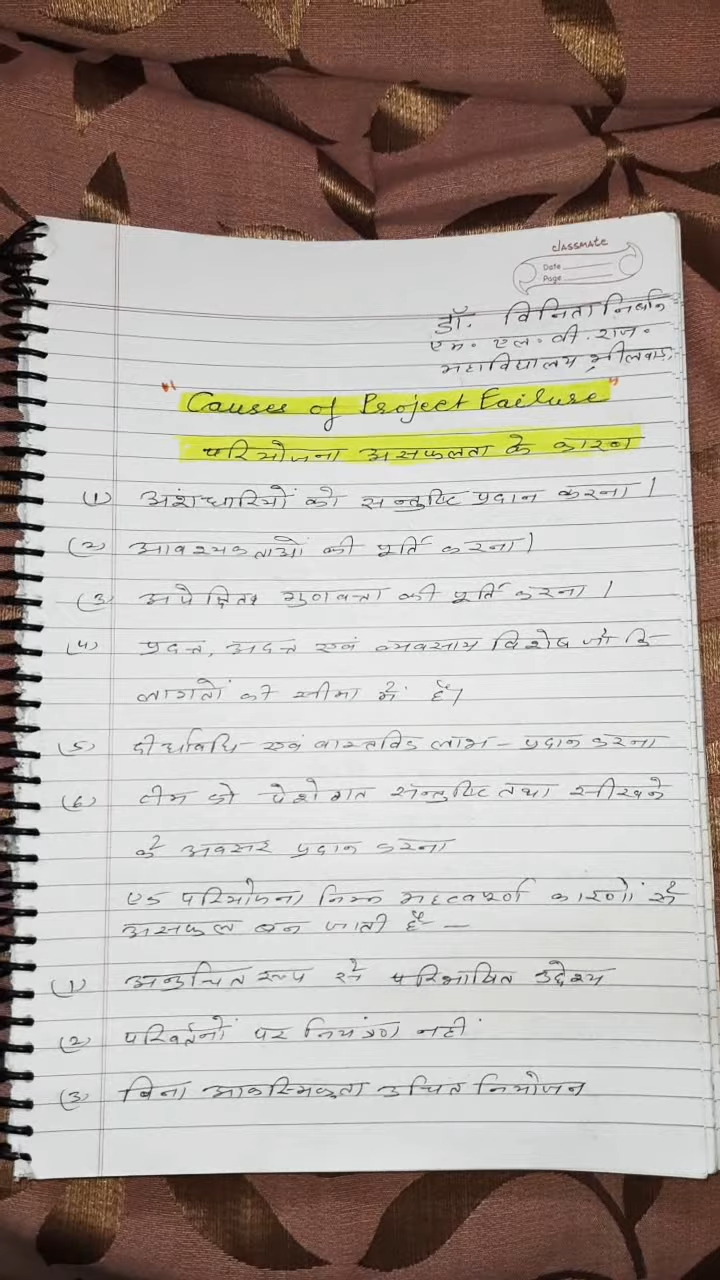 classmate
Date
Page
डॉ. विनिता
एम. एल. वी. राज.
महाविद्यालय, भीलवाड़ा
"Causes of Project Failure"
परियोजना असफलता के कारण
(1) अंशधारियों को सन्तुष्टि प्रदान करना।
(2) आवश्यकताओं की पूर्ति करना।
(3) अपेक्षित गुणवत्ता की पूर्ति करना।
(4) प्रदत्त, अदत्त एवं व्यवसाय विशेष जो कि
लागतों की सीमा में है।
(5) दीर्घावधि एवं वास्तविक लाभ - प्रदान करना
(6) टीम को पेशेगत सन्तुष्टि तथा सीखने
के अवसर प्रदान करना
एक परियोजना निम्न महत्वपूर्ण कारणों से
असफल बन जाती है -
(1) अनुचित रूप से परिभाषित उद्देश्य
(2) परिवर्तनों पर नियंत्रण नहीं
(3) बिना आकस्मिकता उचित नियोजन